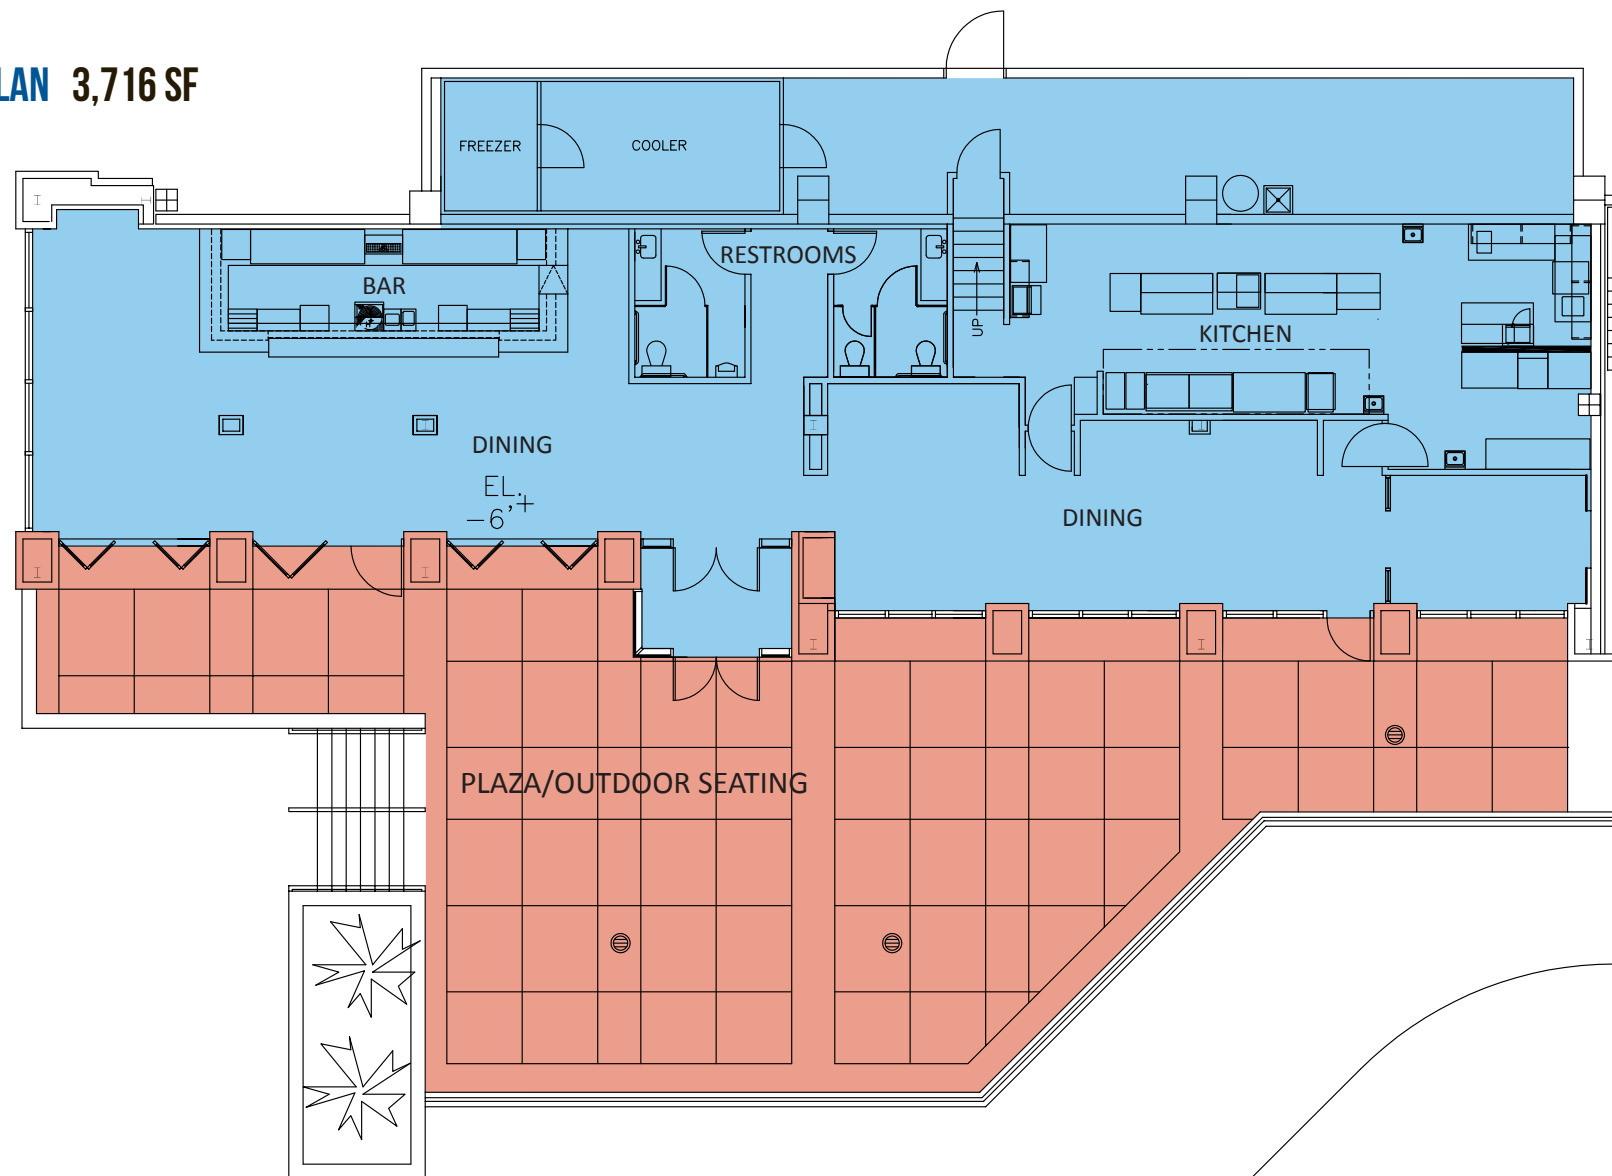 LAN 3,716 SF
FREEZER
COOLER
RESTROOMS
BAR
UP
KITCHEN
DINING
EL.
-6'+
DINING
PLAZA/OUTDOOR SEATING